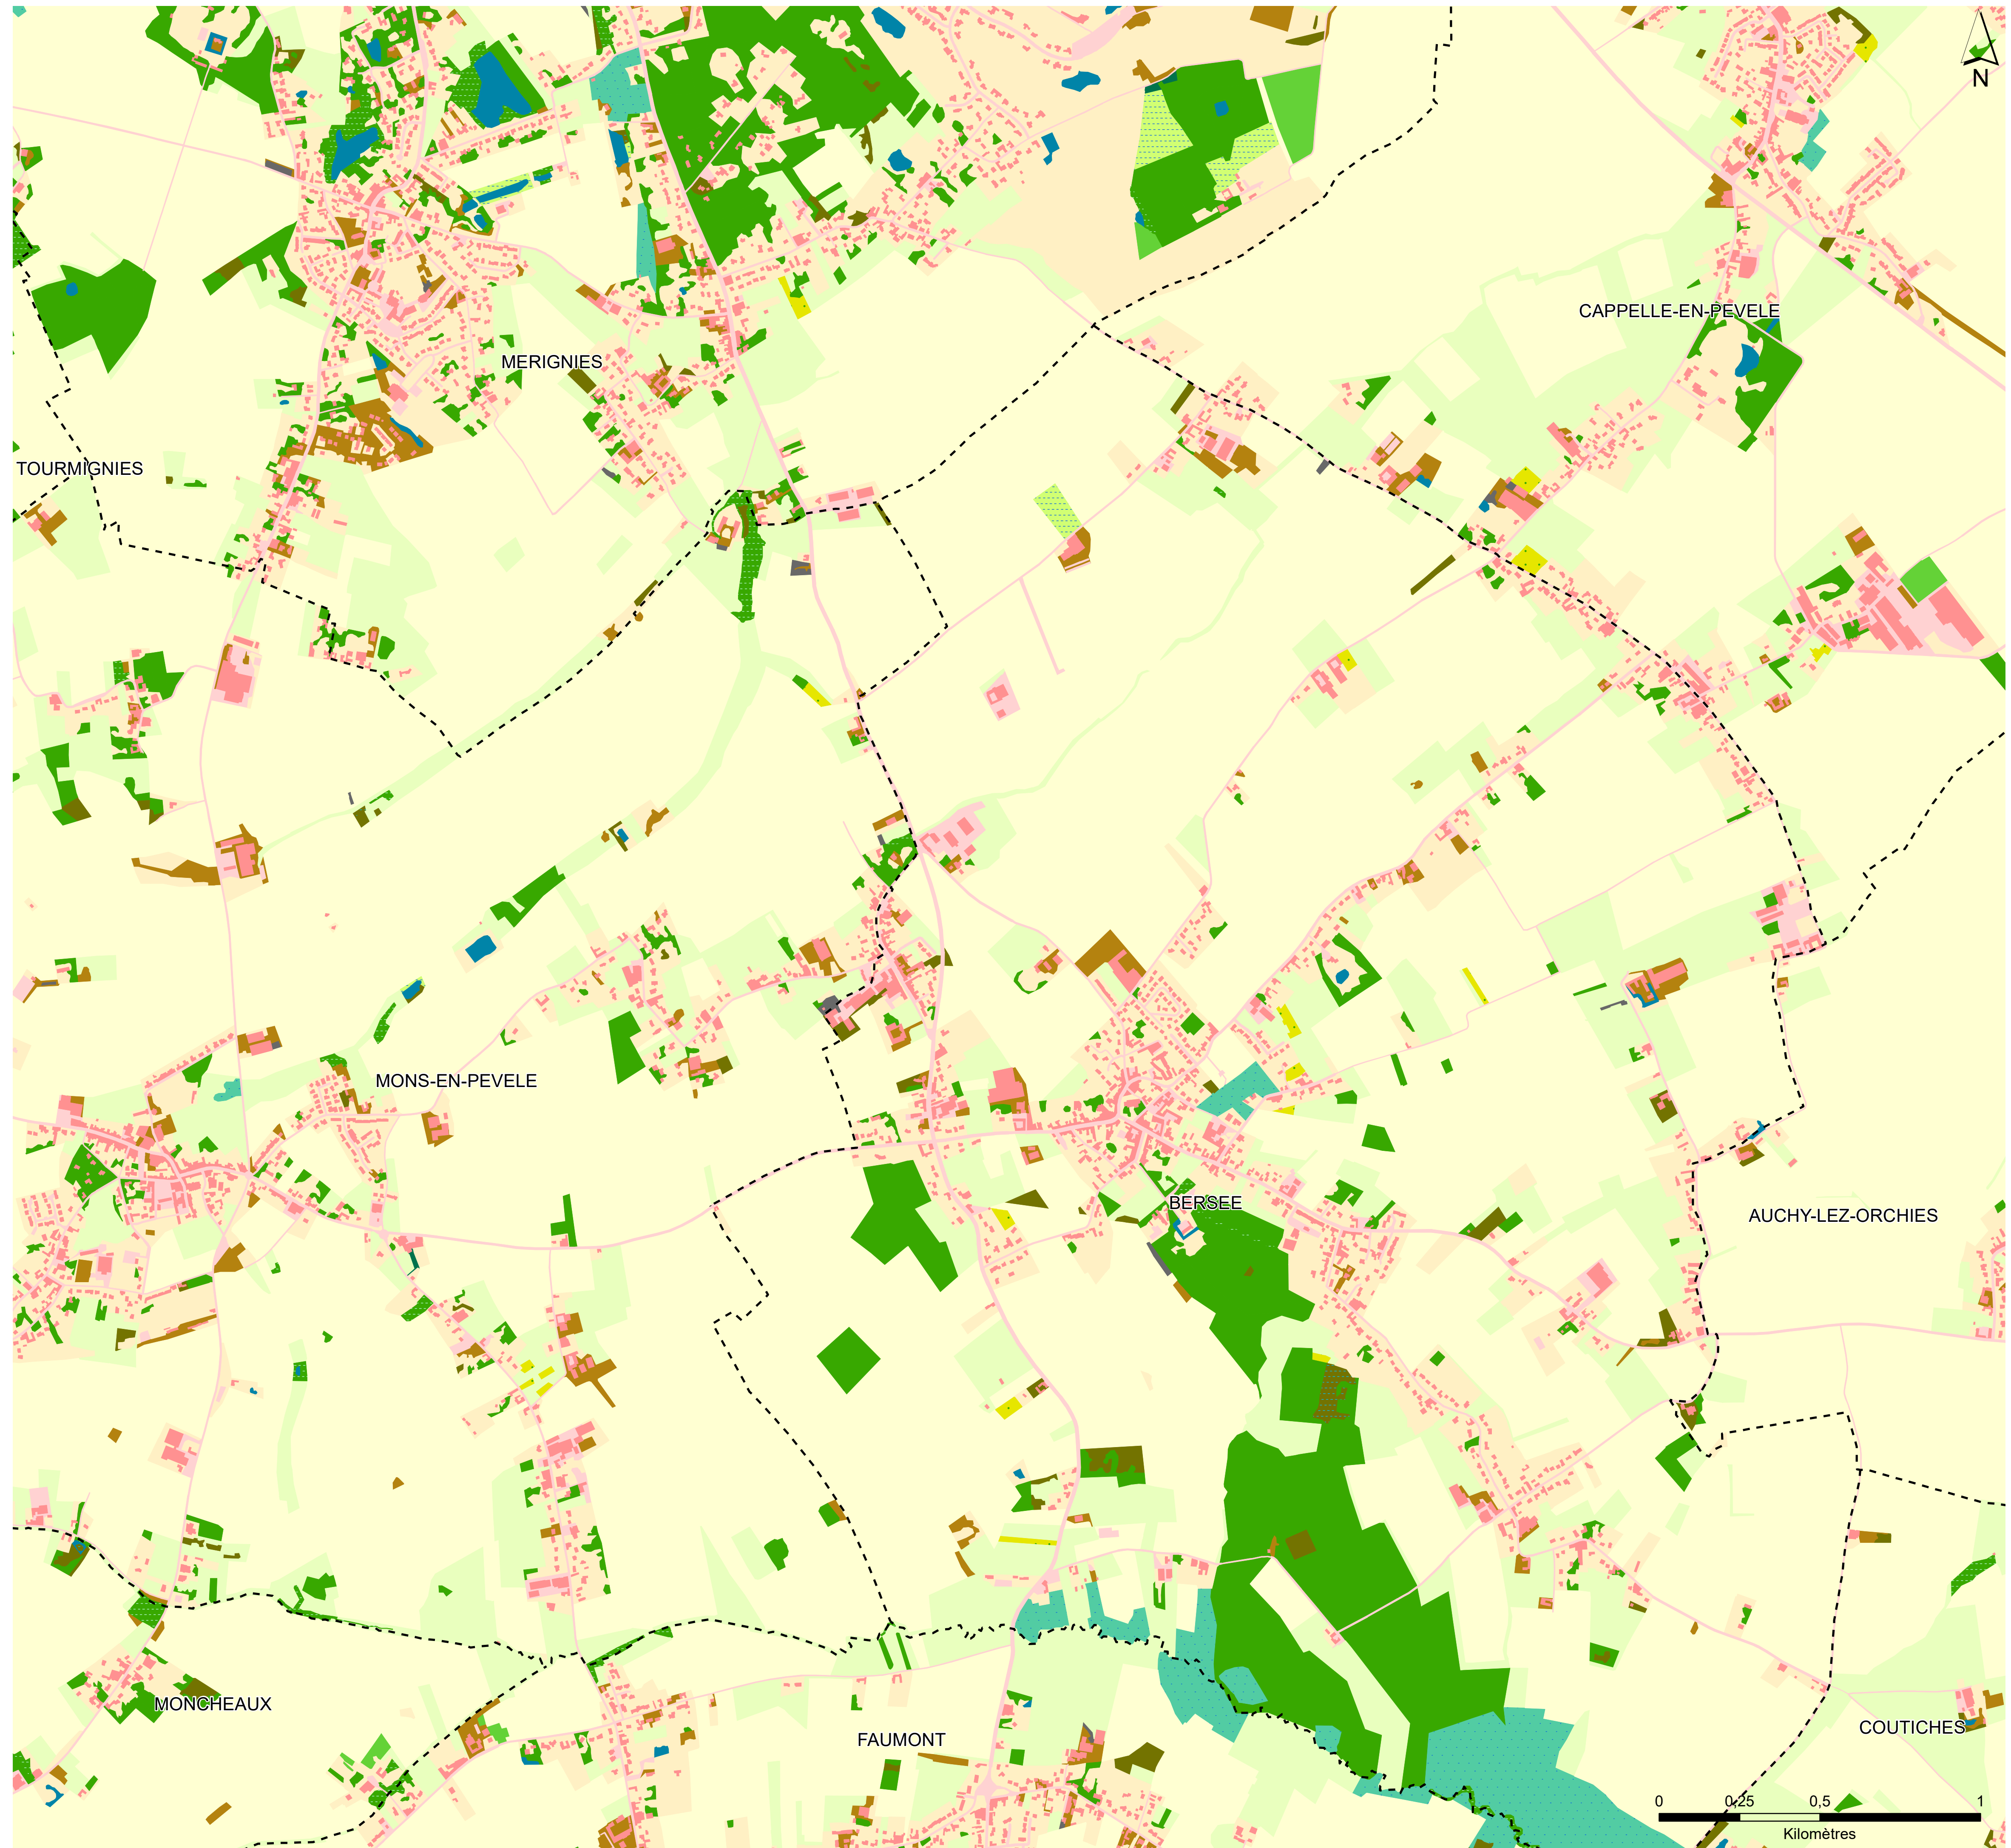 N
CAPPELLE-EN-PEVELE
MERIGNIES
TOURMIGNIES
MONS-EN-PEVELE
BERSEE
AUCHY-LEZ-ORCHIES
MONCHEAUX
COUTICHES
FAUMONT
0 0,25 0,5 1
Kilomètres